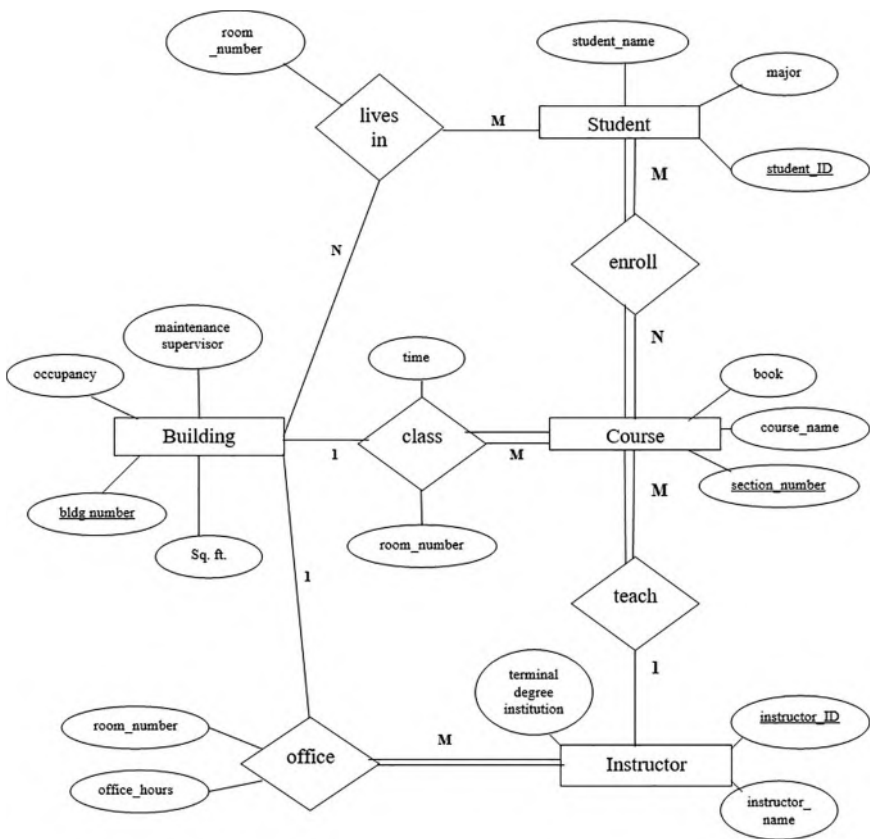 room
_number
student_name
major
lives
in
M
Student
student_ID
M
enroll
N
N
maintenance
supervisor
occupancy
time
book
Building
class
Course
course_name
1
M
M
bldg number
section_number
Sq. ft.
room_number
1
teach
terminal
degree
institution
1
room_number
M
instructor_ID
office
Instructor
office_hours
instructor_
name